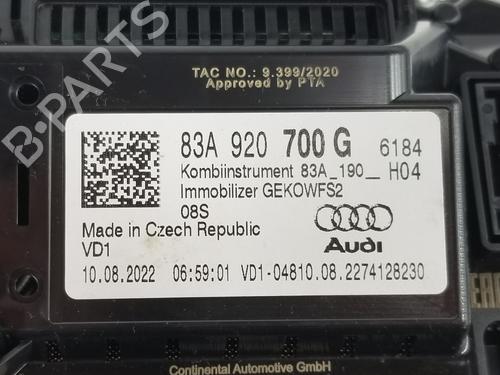 B-PARTS
TAC NO.: 9.399/2020
Approved by PTA
83A 920 700 G 6184
Kombiinstrument 83A_190__ H04
Immobilizer GEKOWFS2
08S
Made in Czech Republic
VD1
Audi
10.08.2022 06:59:01 VD1-04810.08.2274128230
Continental Automotive GmbH